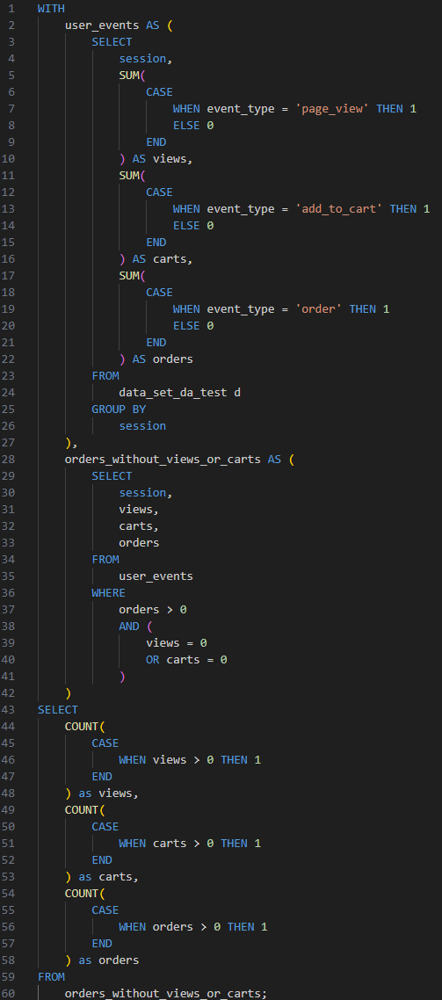 1 WITH
2 user_events AS (
3 SELECT
4 session,
5 SUM(
6 CASE
7 WHEN event_type = 'page_view' THEN 1
8 ELSE 0
9 END
10 ) AS views,
11 SUM(
12 CASE
13 WHEN event_type = 'add_to_cart' THEN 1
14 ELSE 0
15 END
16 ) AS carts,
17 SUM(
18 CASE
19 WHEN event_type = 'order' THEN 1
20 ELSE 0
21 END
22 ) AS orders
23 FROM
24 data_set_da_test d
25 GROUP BY
26 session
27 ),
28 orders_without_views_or_carts AS (
29 SELECT
30 session,
31 views,
32 carts,
33 orders
34 FROM
35 user_events
36 WHERE
37 orders > 0
38 AND (
39 views = 0
40 OR carts = 0
41 )
42 )
43 SELECT
44 COUNT(
45 CASE
46 WHEN views > 0 THEN 1
47 END
48 ) as views,
49 COUNT(
50 CASE
51 WHEN carts > 0 THEN 1
52 END
53 ) as carts,
54 COUNT(
55 CASE
56 WHEN orders > 0 THEN 1
57 END
58 ) as orders
59 FROM
60 orders_without_views_or_carts;